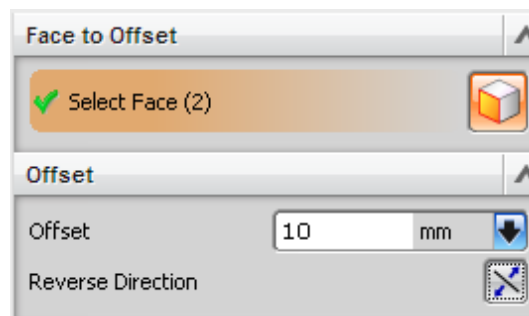 Face to Offset
Select Face (2)
Offset
Offset 10 mm
Reverse Direction